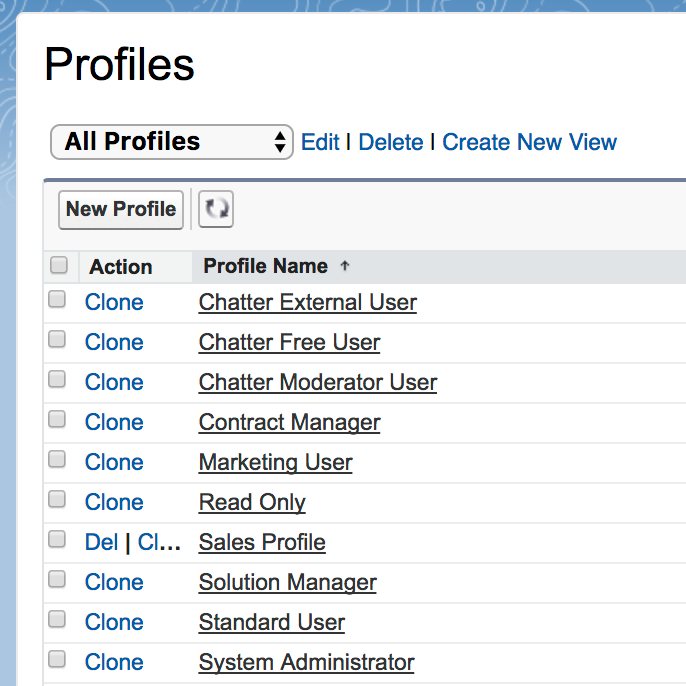 Profiles
All Profiles Edit | Delete | Create New View
New Profile
Action Profile Name ↑
Clone Chatter External User
Clone Chatter Free User
Clone Chatter Moderator User
Clone Contract Manager
Clone Marketing User
Clone Read Only
Del | Cl... Sales Profile
Clone Solution Manager
Clone Standard User
Clone System Administrator